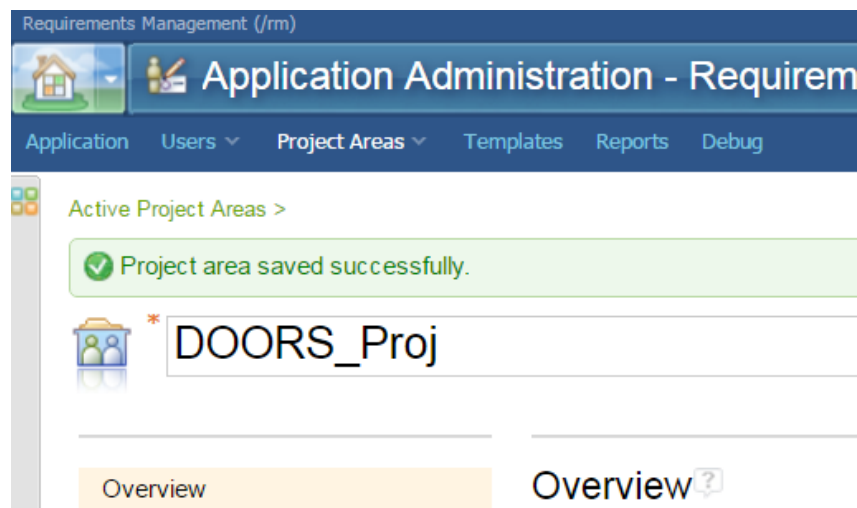 Requirements Management (/rm)
Application Administration - Requirem
Application Users Project Areas Templates Reports Debug
Active Project Areas >
Project area saved successfully.
* DOORS_Proj
Overview
Overview ?